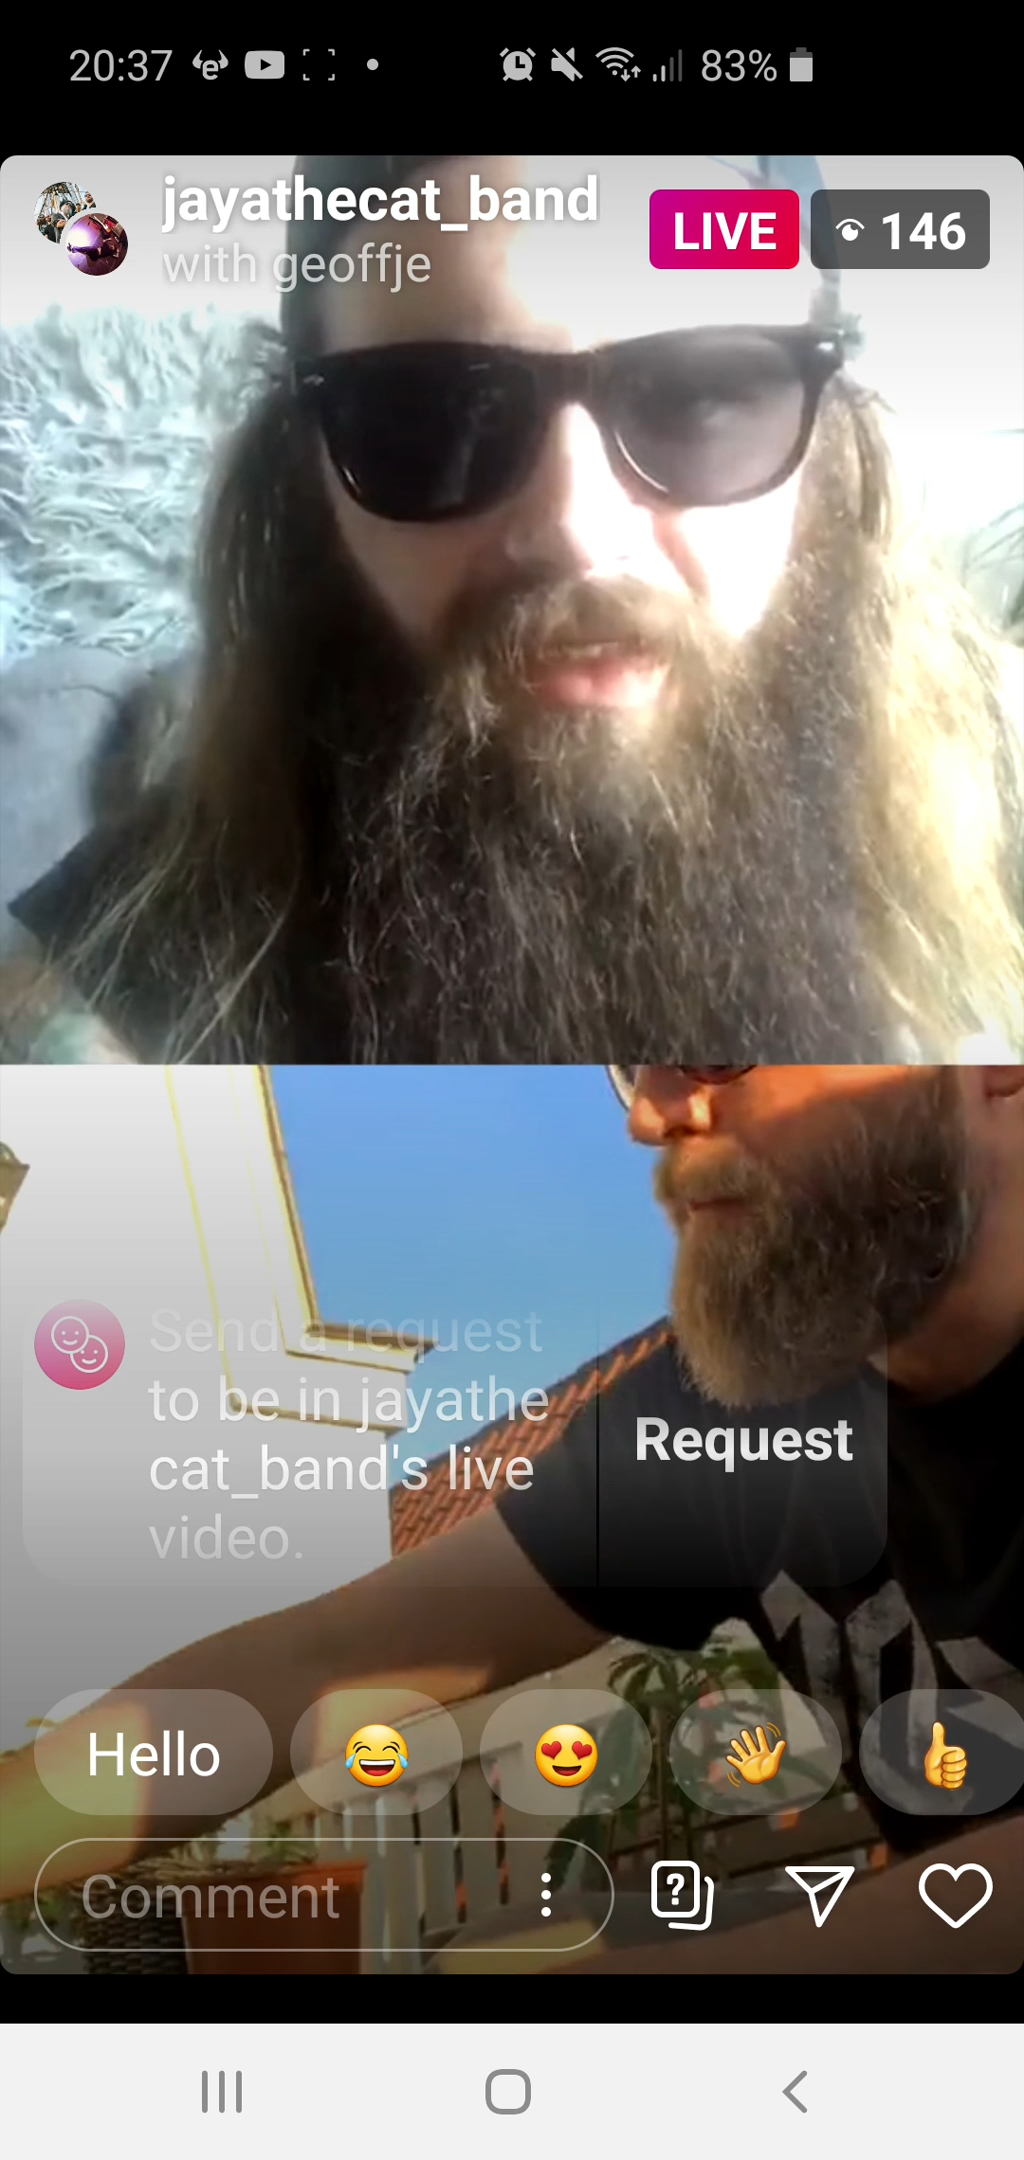 20:37 83%
jayathecat_band
with geoffje
LIVE
146
Send a request
to be in jayathe
cat_band's live
video.
Request
Hello
Comment